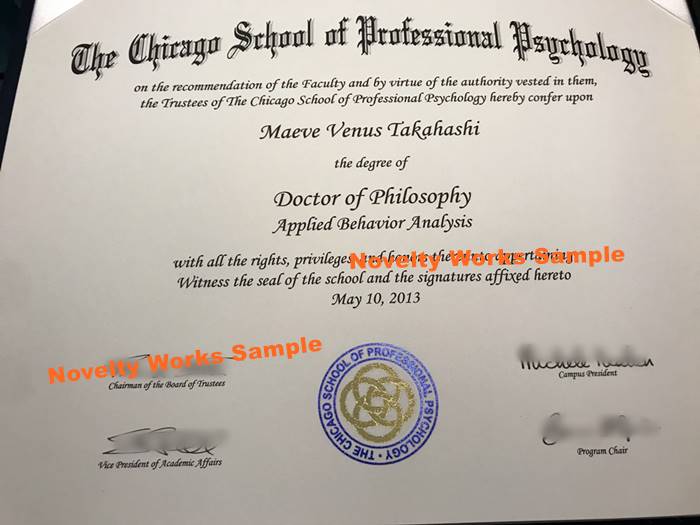 The Chicago School of Professional Psychology
on the recommendation of the Faculty and by virtue of the authority vested in them,
the Trustees of The Chicago School of Professional Psychology hereby confer upon
Maeve Venus Takahashi
the degree of
Doctor of Philosophy
Applied Behavior Analysis
with all the rights, privileges and honors thereunto appertaining
Novelty Works Sample
Witness the seal of the school and the signatures affixed hereto
May 10, 2013
Novelty Works Sample
Chairman of the Board of Trustees
Campus President
THE CHICAGO SCHOOL OF PROFESSIONAL PSYCHOLOGY
Vice President of Academic Affairs
Program Chair